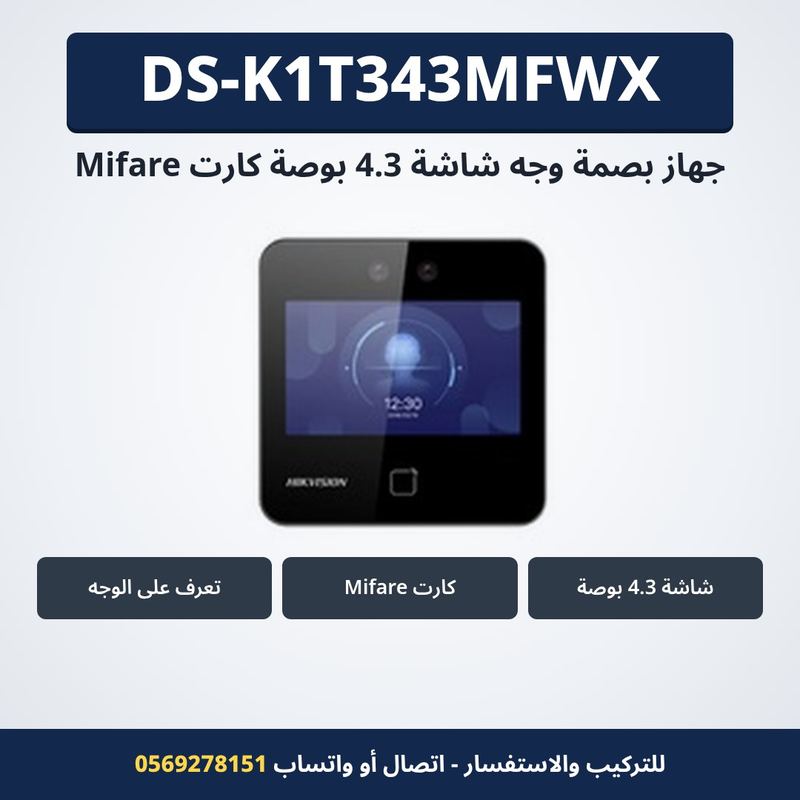 DS-K1T343MFWX
جهاز بصمة وجه شاشة 4.3 بوصة كارت Mifare
12:30
HIKVISION
شاشة 4.3 بوصة
كارت Mifare
تعرف على الوجه
للتركيب والاستفسار - اتصال أو واتساب 0569278151